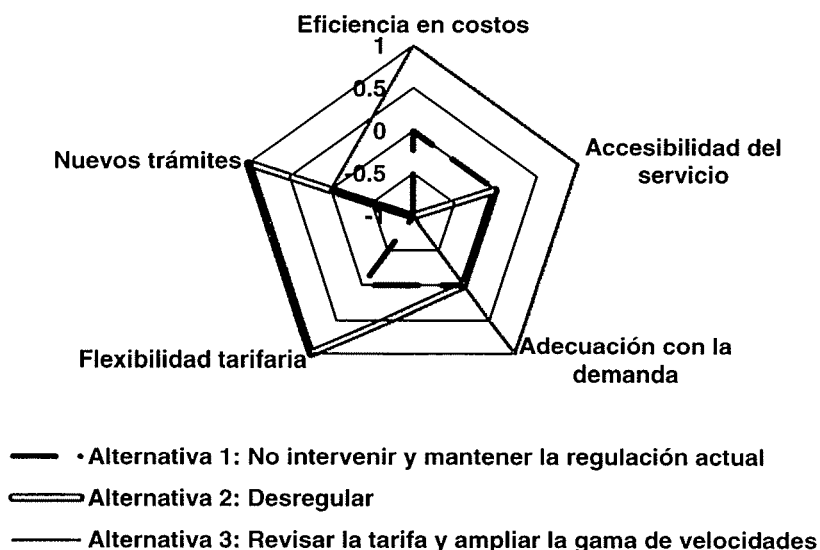 Eficiencia en costos
1
0.5
0
-0.5
-1
Accesibilidad del
servicio
Nuevos trámites
Adecuación con la
demanda
Flexibilidad tarifaria
Alternativa 1: No intervenir y mantener la regulación actual
Alternativa 2: Desregular
Alternativa 3: Revisar la tarifa y ampliar la gama de velocidades